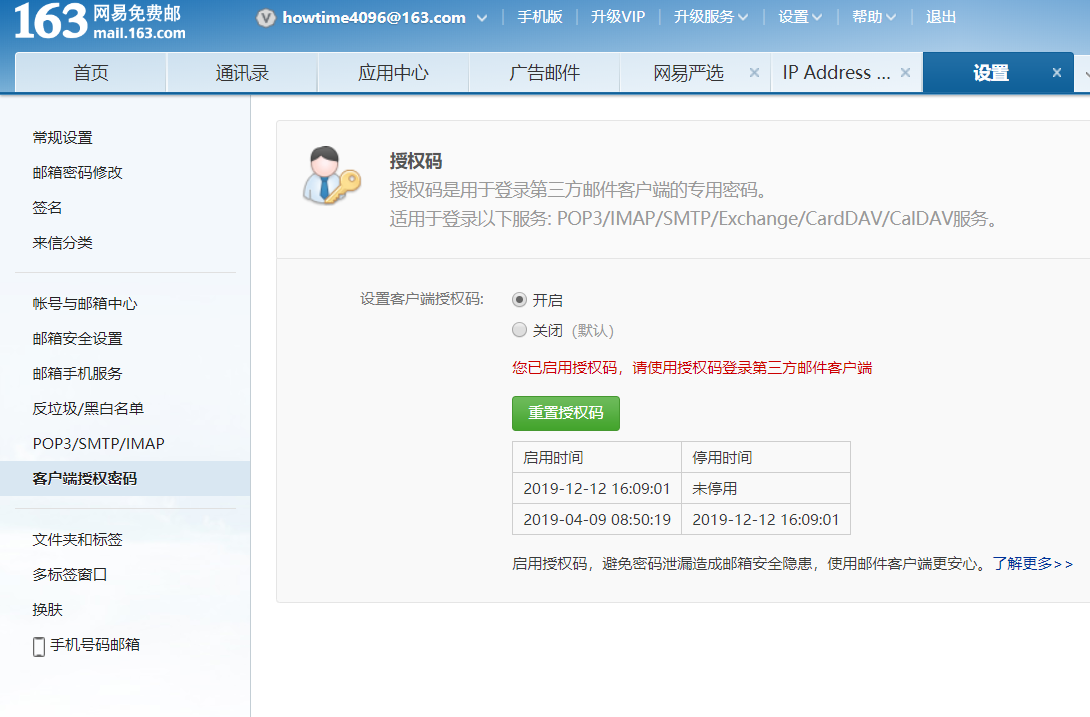 163 网易免费邮
mail.163.com
howtime4096@163.com 手机版 升级VIP 升级服务 设置 帮助 退出
首页 通讯录 应用中心 广告邮件 网易严选 × IP Address ... × 设置 ×
常规设置
邮箱密码修改
签名
来信分类
帐号与邮箱中心
邮箱安全设置
邮箱手机服务
反垃圾/黑白名单
POP3/SMTP/IMAP
客户端授权密码
文件夹和标签
多标签窗口
换肤
手机号码邮箱
授权码
授权码是用于登录第三方邮件客户端的专用密码。
适用于登录以下服务: POP3/IMAP/SMTP/Exchange/CardDAV/CalDAV服务。
设置客户端授权码: 开启
关闭 (默认)
您已启用授权码，请使用授权码登录第三方邮件客户端
重置授权码
启用时间 停用时间
2019-12-12 16:09:01 未停用
2019-04-09 08:50:19 2019-12-12 16:09:01
启用授权码，避免密码泄漏造成邮箱安全隐患，使用邮件客户端更安心。了解更多>>